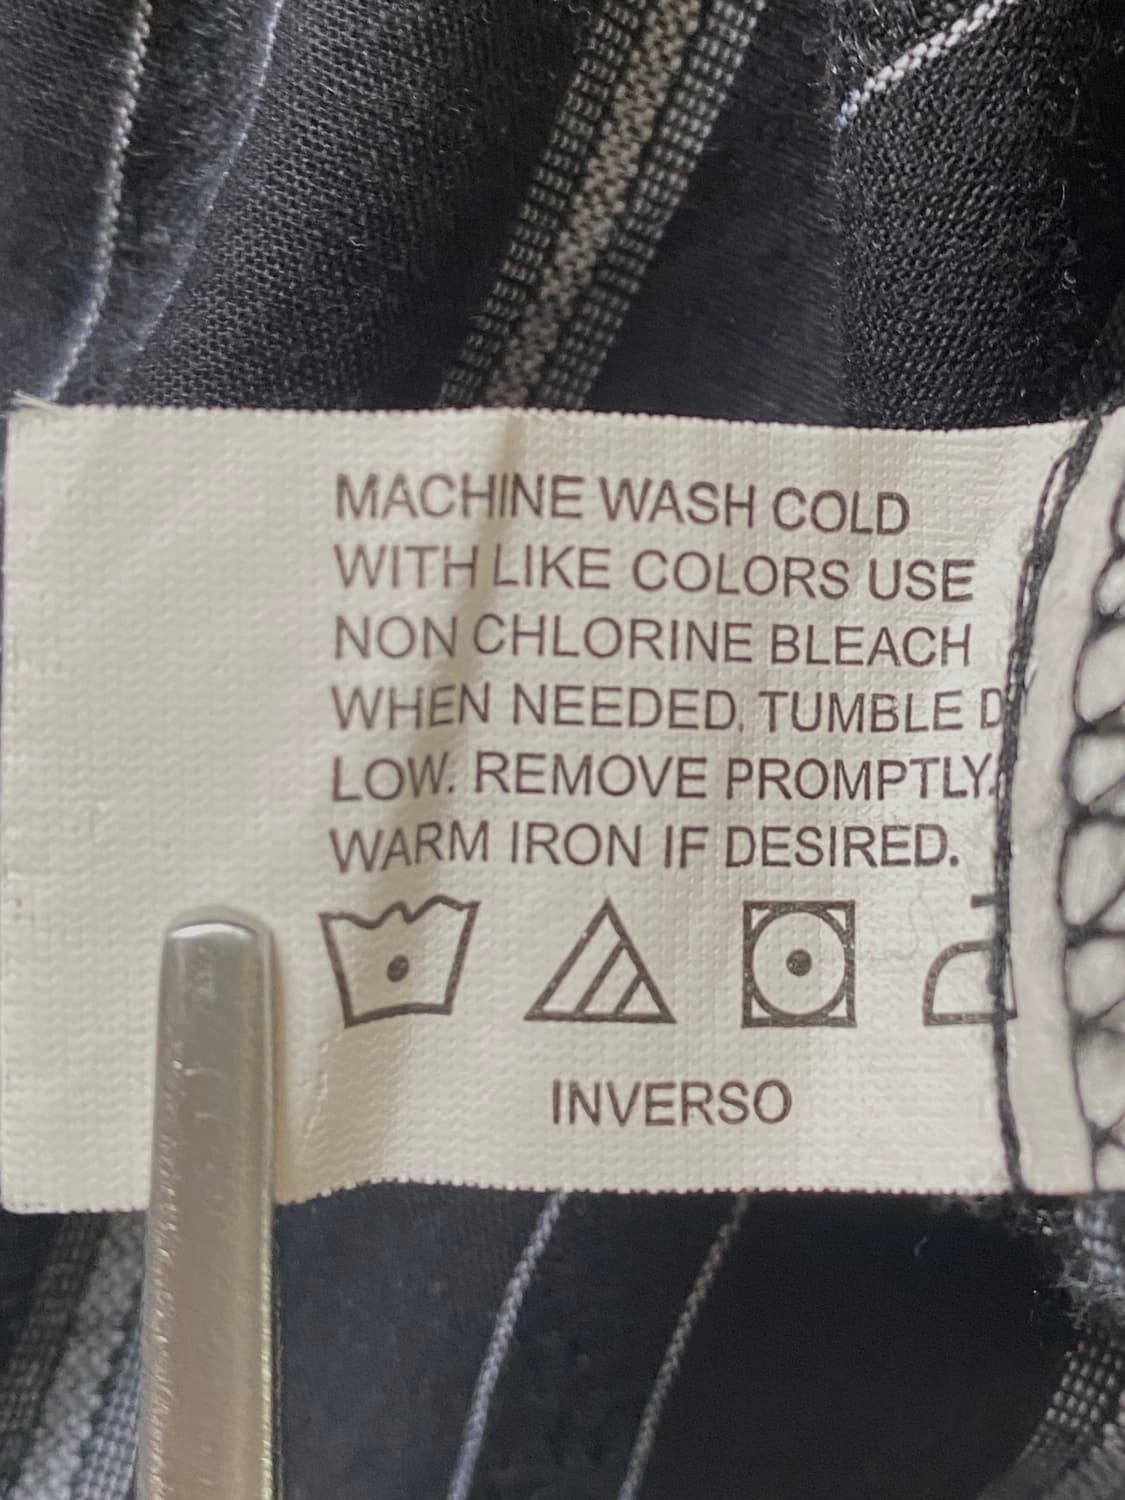 MACHINE WASH COLD
WITH LIKE COLORS USE
NON CHLORINE BLEACH
WHEN NEEDED. TUMBLE DRY
LOW. REMOVE PROMPTLY.
WARM IRON IF DESIRED.
INVERSO